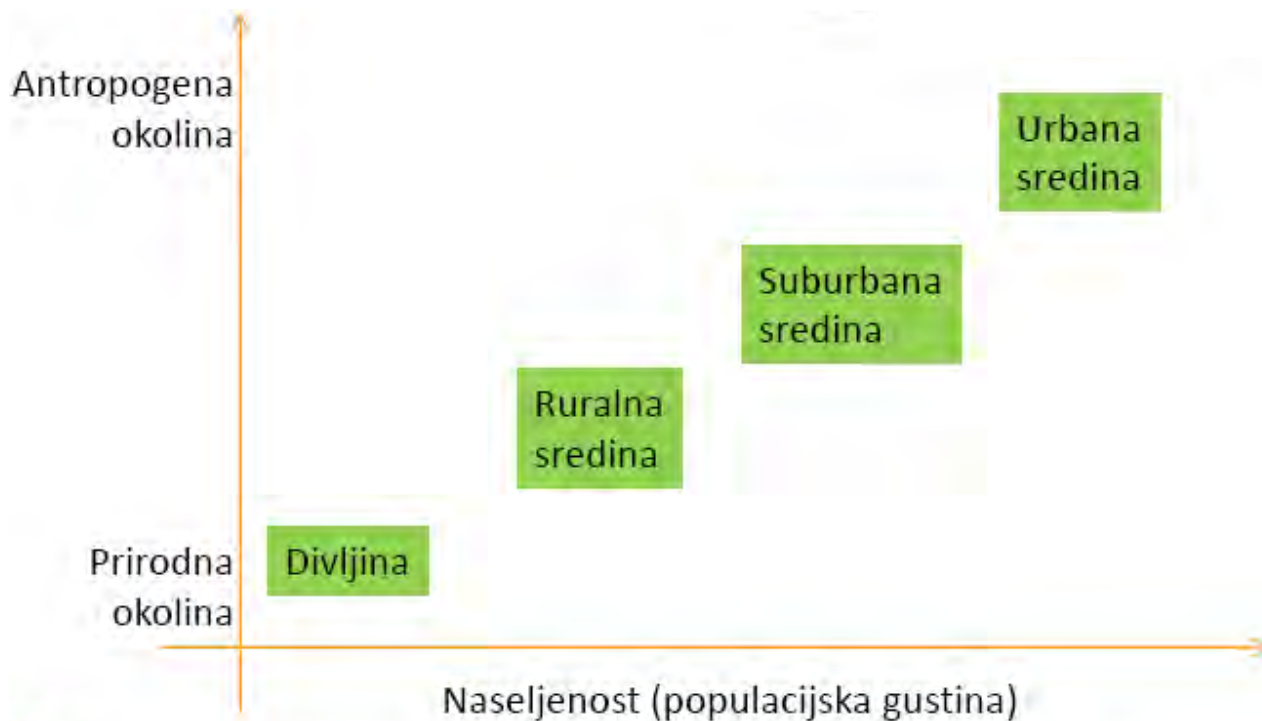 Antropogena
okolina
Urbana
sredina
Suburbana
sredina
Ruralna
sredina
Prirodna
okolina
Divljina
Naseljenost (populacijska gustina)